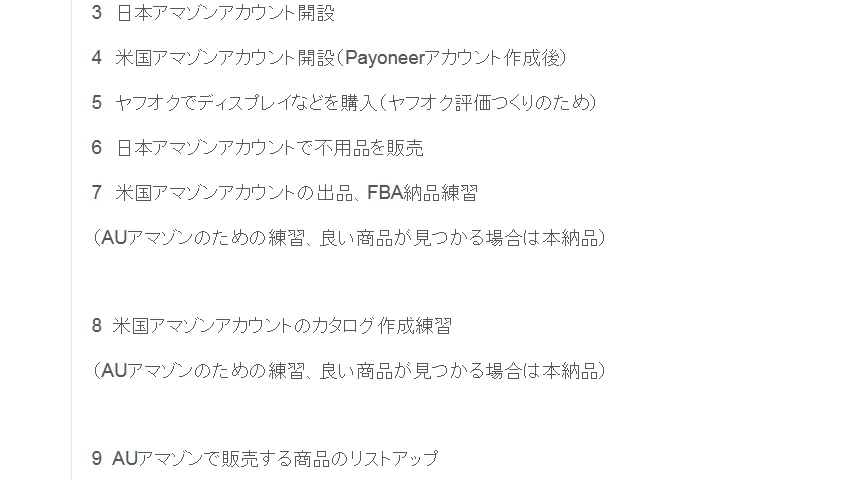 3 日本アマゾンアカウント開設
4 米国アマゾンアカウント開設（Payoneerアカウント作成後）
5 ヤフオクでディスプレイなどを購入（ヤフオク評価つくりのため）
6 日本アマゾンアカウントで不用品を販売
7 米国アマゾンアカウントの出品、FBA納品練習
（AUアマゾンのための練習、良い商品が見つかる場合は本納品）
8 米国アマゾンアカウントのカタログ作成練習
（AUアマゾンのための練習、良い商品が見つかる場合は本納品）
9 AUアマゾンで販売する商品のリストアップ